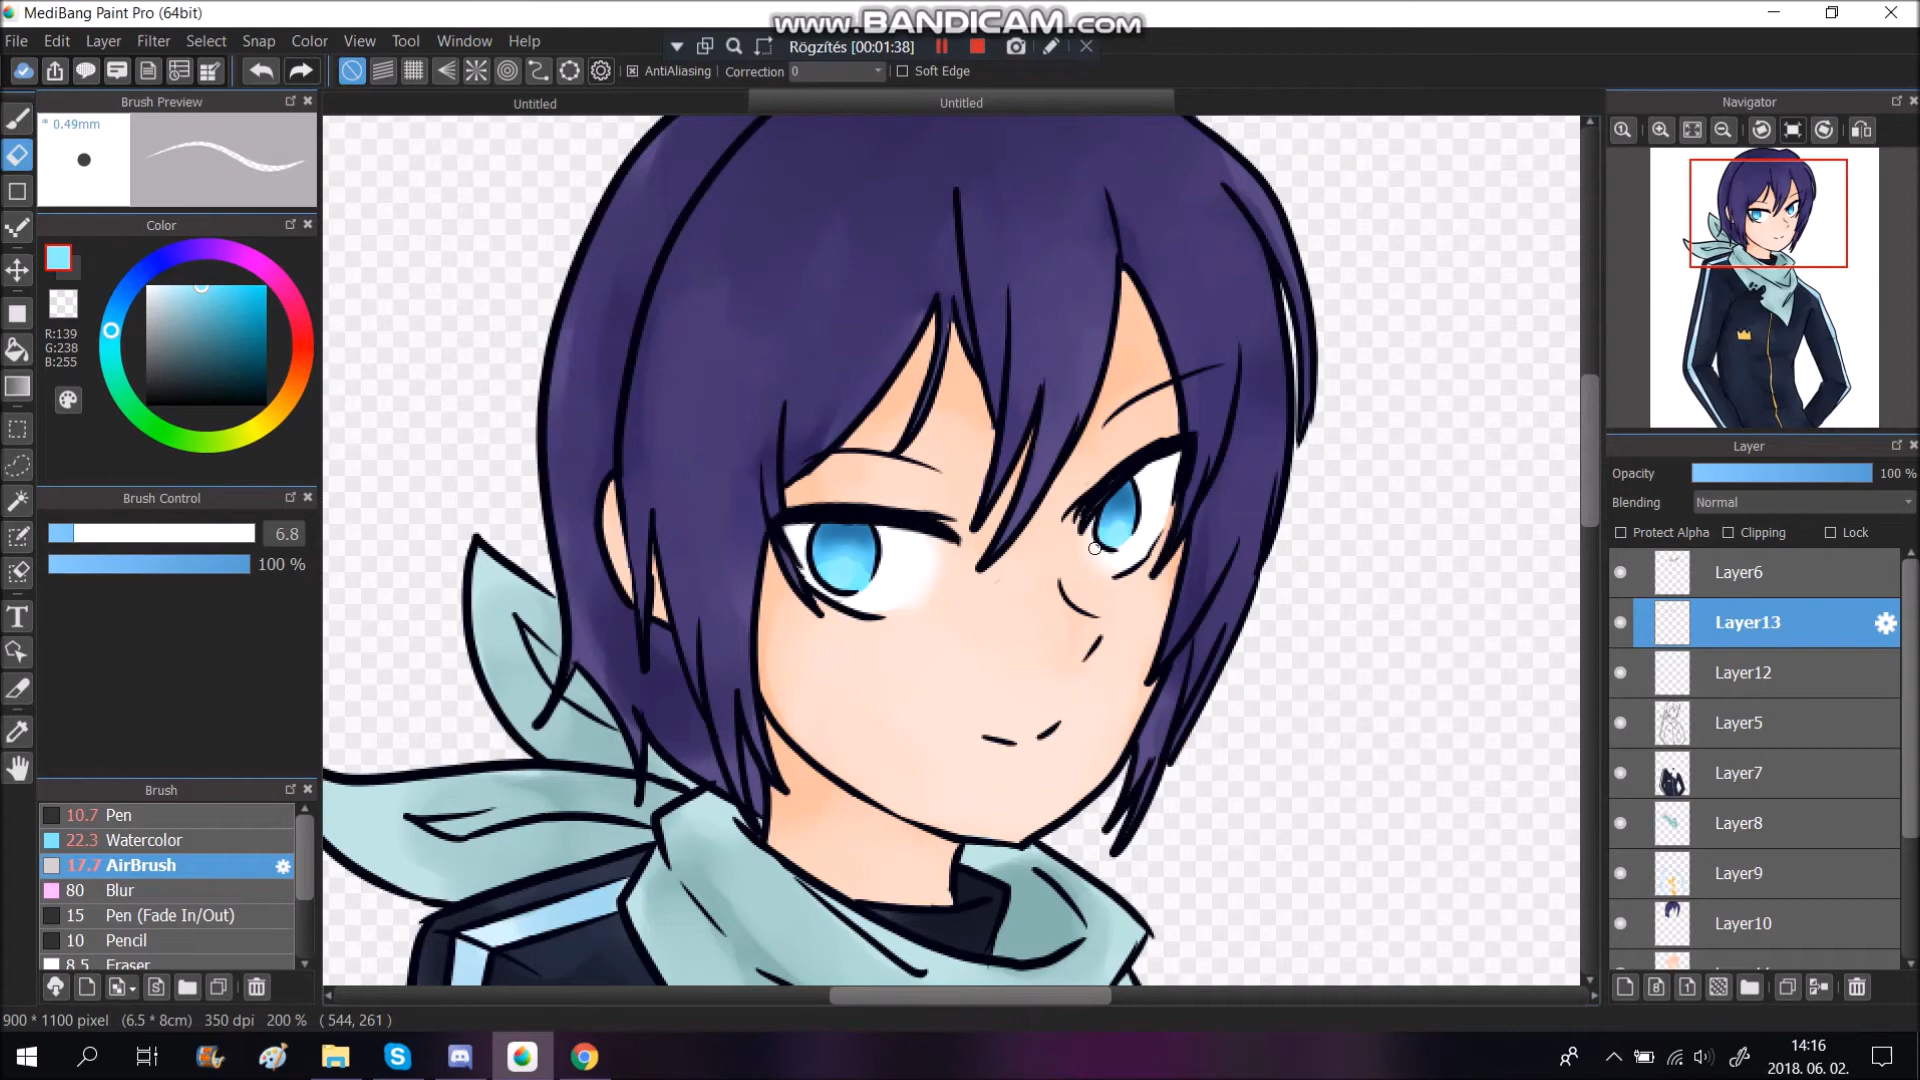 MediBang Paint Pro (64bit)
www.BANDICAM.com
File Edit Layer Filter Select Snap Color View Tool Window Help
Rögzítés [00:01:38]
AntiAliasing Correction 0 Soft Edge
Brush Preview
Untitled
Untitled
Navigator
* 0.49mm
Color
R:139
G:238
B:255
Layer
Opacity 100 %
Blending Normal
Protect Alpha Clipping Lock
Brush Control
6.8
100 %
Layer6
Layer13
Layer12
Layer5
Layer7
Layer8
Layer9
Layer10
Brush
10.7 Pen
22.3 Watercolor
17.7 AirBrush
80 Blur
15 Pen (Fade In/Out)
10 Pencil
8.5 Eraser
900 * 1100 pixel (6.5 * 8cm) 350 dpi 200 % ( 544, 261 )
14:16
2018. 06. 02.